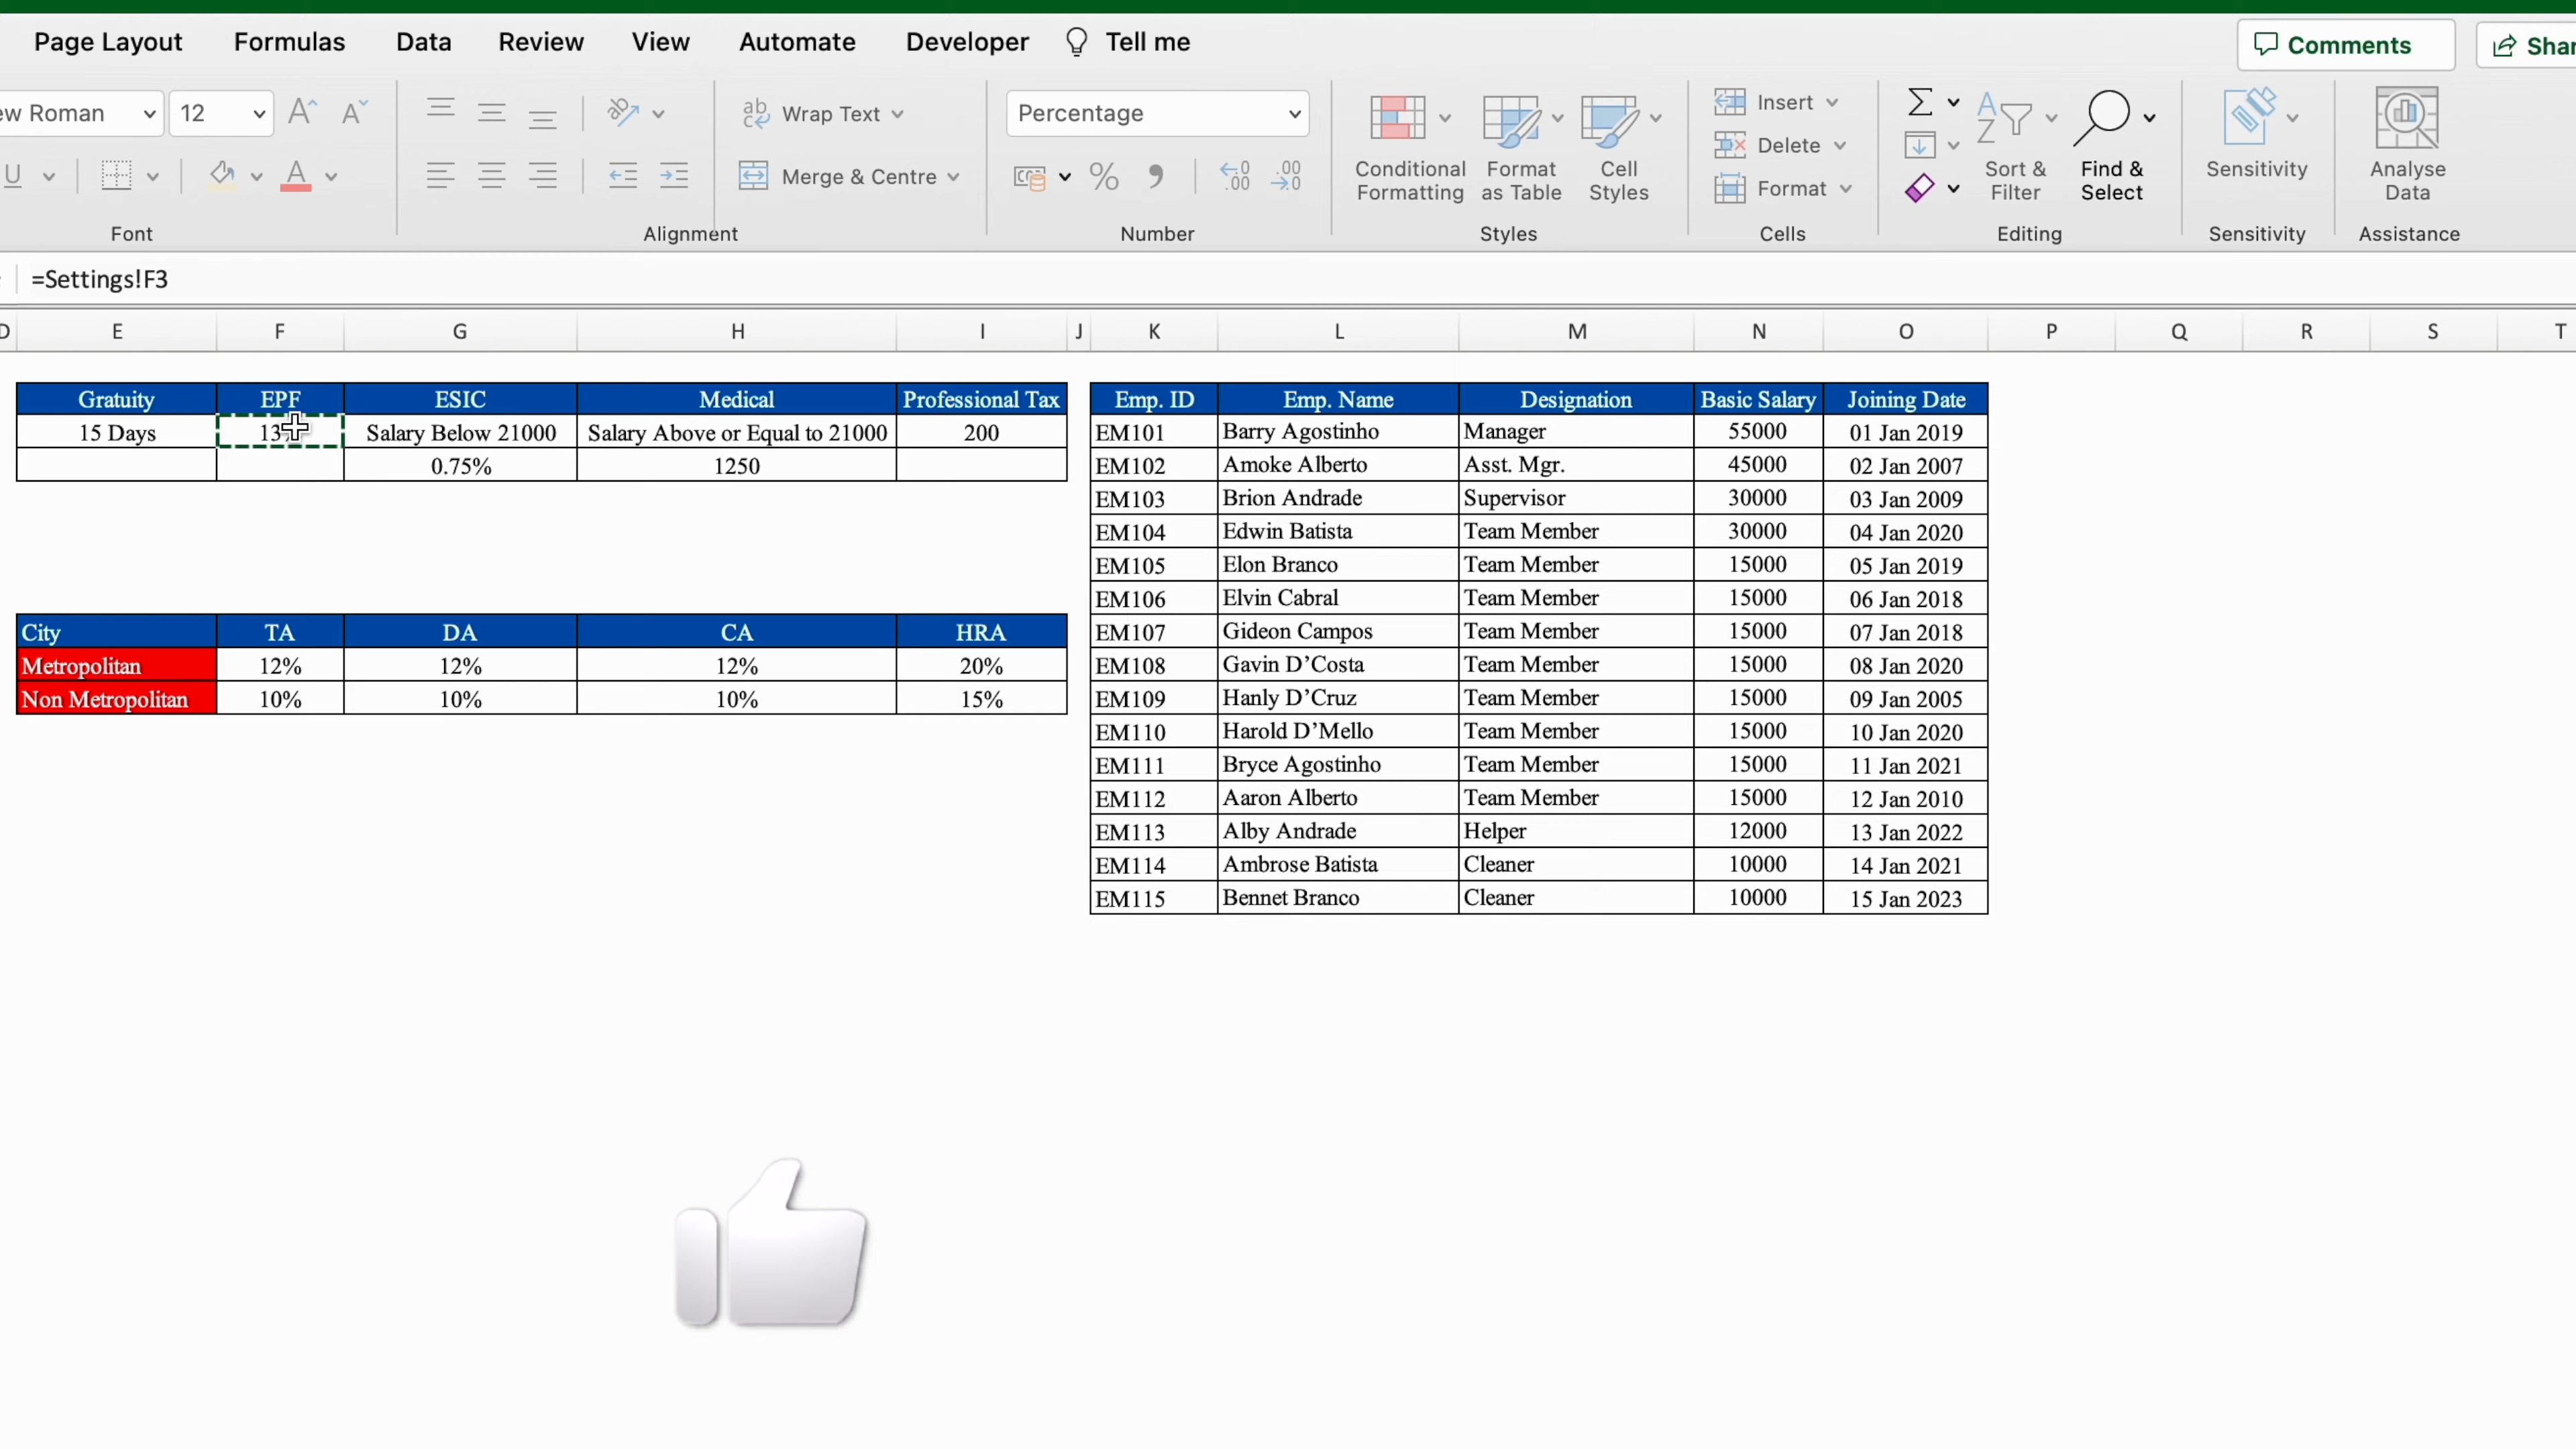 Page Layout Formulas Data Review View Automate Developer Tell me Comments
12 Wrap Text Percentage Insert
Merge & Centre Delete
Conditional Formatting Format as Table Cell Styles Format Sort & Filter Find & Select Sensitivity Analyse Data
Font Alignment Number Styles Cells Editing Sensitivity Assistance
=Settings!F3
E F G H I J K L M N O P Q R S T
Gratuity EPF ESIC Medical Professional Tax
15 Days Salary Below 21000 Salary Above or Equal to 21000 200
0.75% 1250
City TA DA CA HRA
Metropolitan 12% 12% 12% 20%
Non Metropolitan 10% 10% 10% 15%
Emp. ID Emp. Name Designation Basic Salary Joining Date
EM101 Barry Agostinho Manager 55000 01 Jan 2019
EM102 Amoke Alberto Asst. Mgr. 45000 02 Jan 2007
EM103 Brion Andrade Supervisor 30000 03 Jan 2009
EM104 Edwin Batista Team Member 30000 04 Jan 2020
EM105 Elon Branco Team Member 15000 05 Jan 2019
EM106 Elvin Cabral Team Member 15000 06 Jan 2018
EM107 Gideon Campos Team Member 15000 07 Jan 2018
EM108 Gavin D’Costa Team Member 15000 08 Jan 2020
EM109 Hanly D’Cruz Team Member 15000 09 Jan 2005
EM110 Harold D’Mello Team Member 15000 10 Jan 2020
EM111 Bryce Agostinho Team Member 15000 11 Jan 2021
EM112 Aaron Alberto Team Member 15000 12 Jan 2010
EM113 Alby Andrade Helper 12000 13 Jan 2022
EM114 Ambrose Batista Cleaner 10000 14 Jan 2021
EM115 Bennet Branco Cleaner 10000 15 Jan 2023